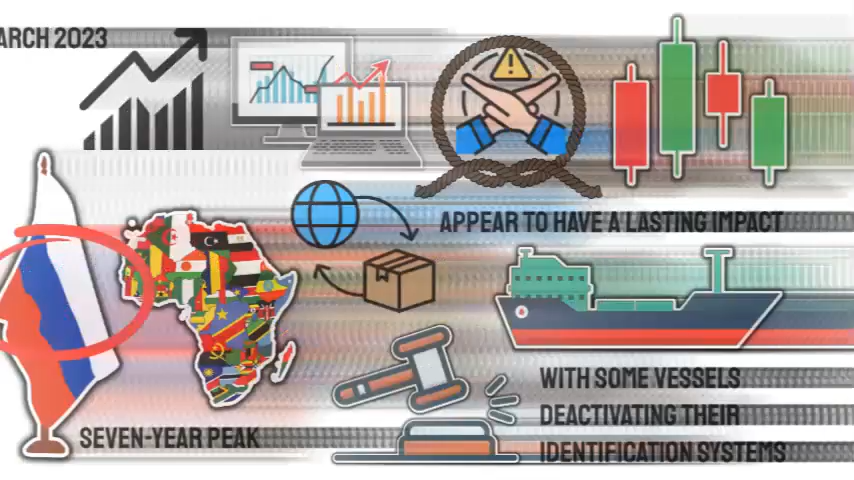 ARCH 2023
APPEAR TO HAVE A LASTING IMPACT
WITH SOME VESSELS
DEACTIVATING THEIR
SEVEN-YEAR PEAK
IDENTIFICATION SYSTEMS